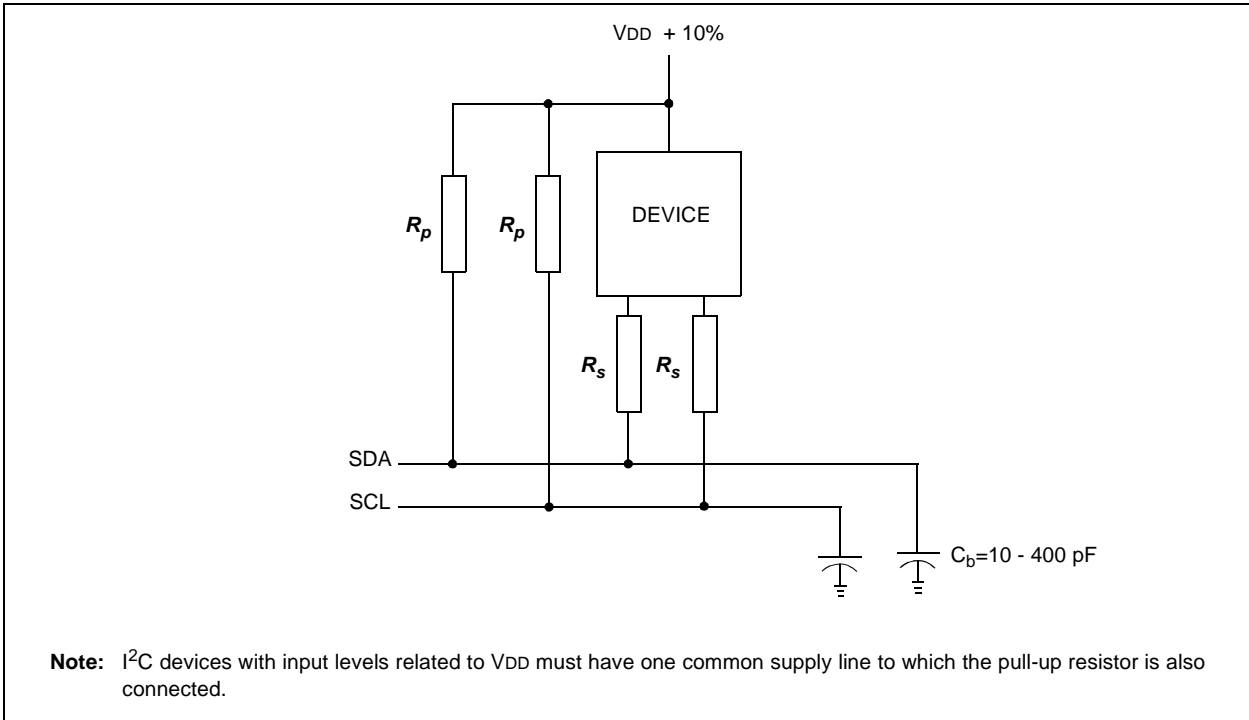 VDD + 10%
DEVICE
Rp
Rp
Rs
Rs
SDA
SCL
Cb=10 - 400 pF
Note: I2C devices with input levels related to VDD must have one common supply line to which the pull-up resistor is also
connected.